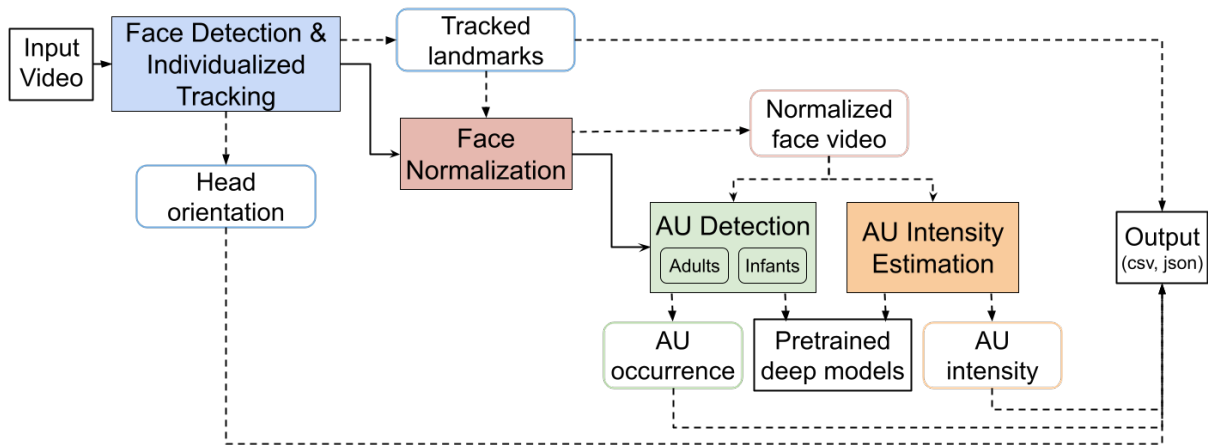 Input
Video
Face Detection &
Individualized
Tracking
Tracked
landmarks
Head
orientation
Face
Normalization
Normalized
face video
AU Detection
Adults
Infants
AU Intensity
Estimation
Output
(csv, json)
AU
occurrence
Pretrained
deep models
AU
intensity